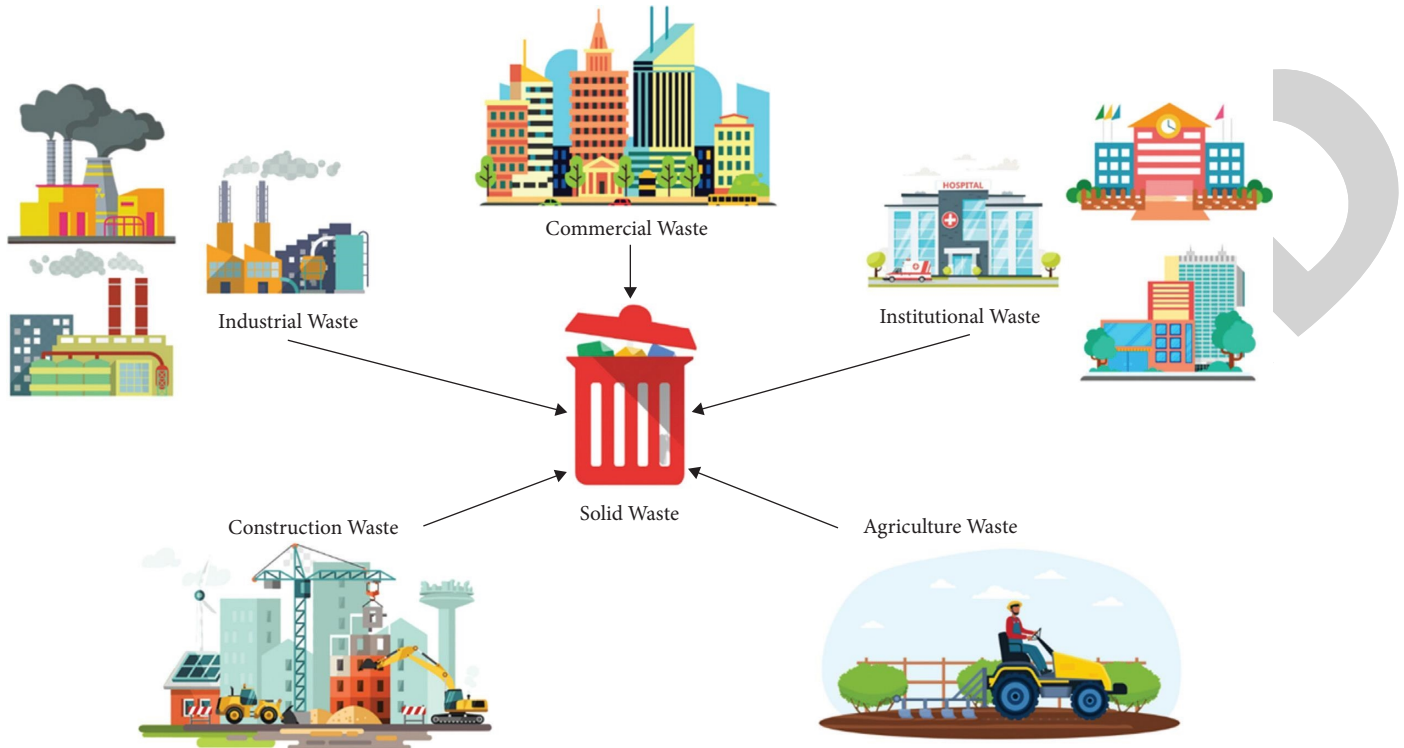 HOSPITAL
Commercial Waste
Institutional Waste
Industrial Waste
Solid Waste
Construction Waste
Agriculture Waste